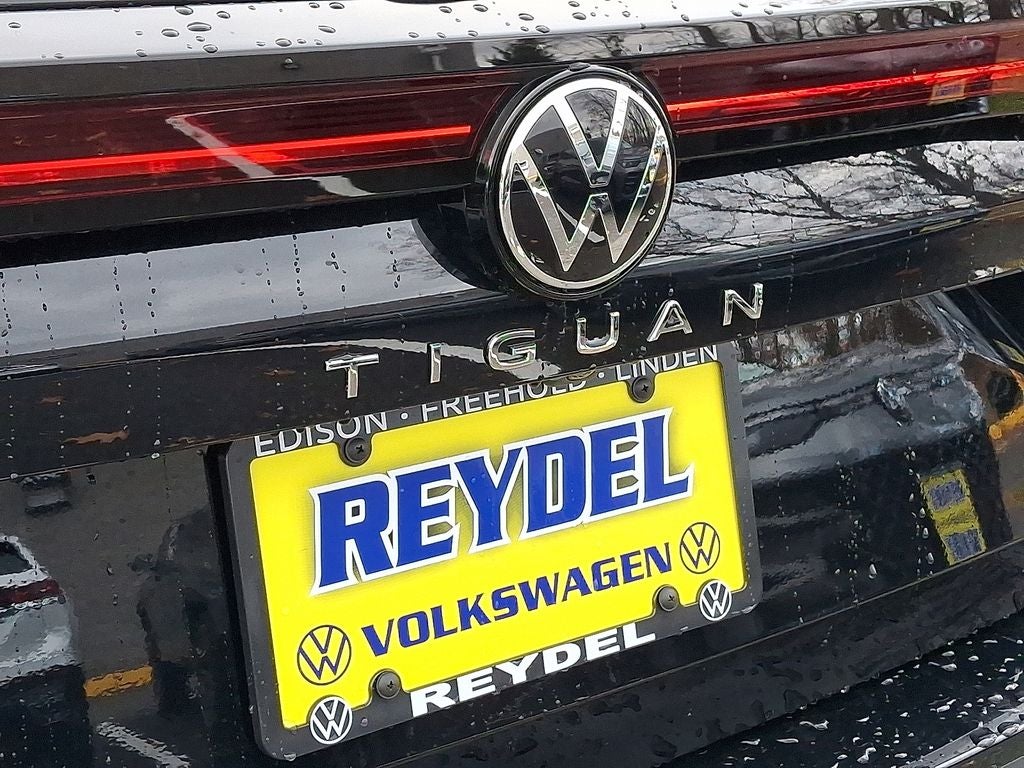 TIGUAN
EDISON • FREEHOLD • LINDEN
REYDEL
VOLKSWAGEN
REYDEL